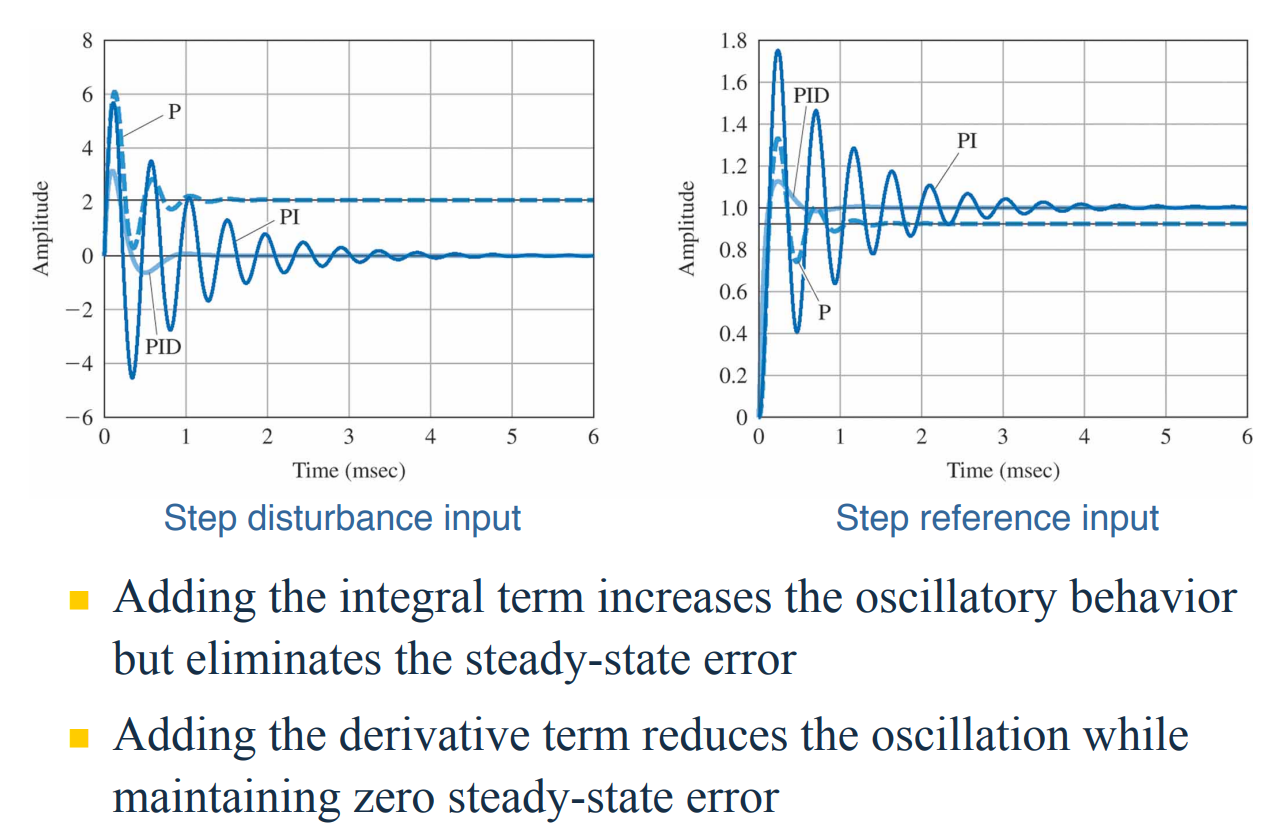 8
6
4
2
0
−2
−4
−6
0 1 2 3 4 5 6
Amplitude
Time (msec)
P
PI
PID
Step disturbance input
1.8
1.6
1.4
1.2
1.0
0.8
0.6
0.4
0.2
0
0 1 2 3 4 5 6
Amplitude
Time (msec)
PID
PI
P
Step reference input
Adding the integral term increases the oscillatory behavior
but eliminates the steady-state error
Adding the derivative term reduces the oscillation while
maintaining zero steady-state error